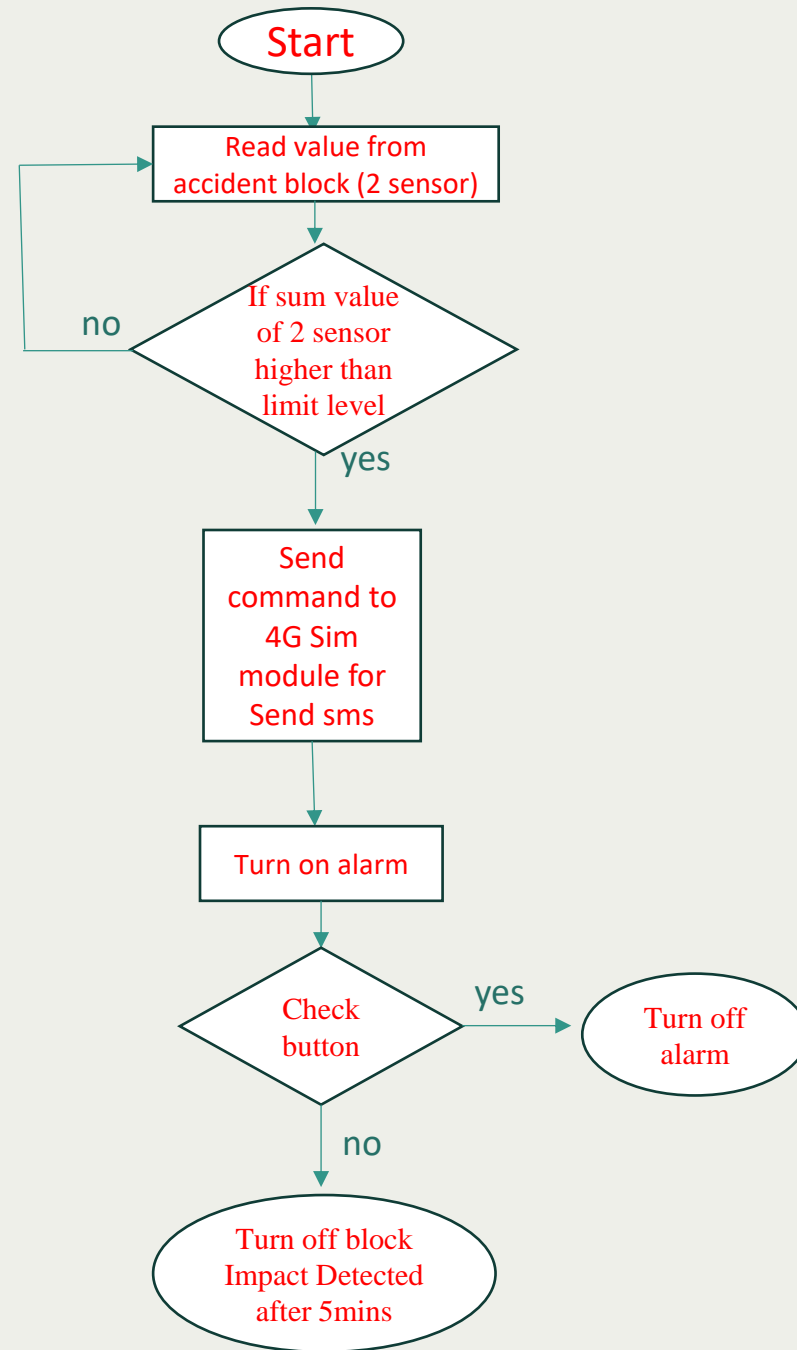 Start
Read value from
accident block (2 sensor)
no
If sum value
of 2 sensor
higher than
limit level
yes
Send
command to
4G Sim
module for
Send sms
Turn on alarm
Check
button
yes
Turn off
alarm
no
Turn off block
Impact Detected
after 5mins